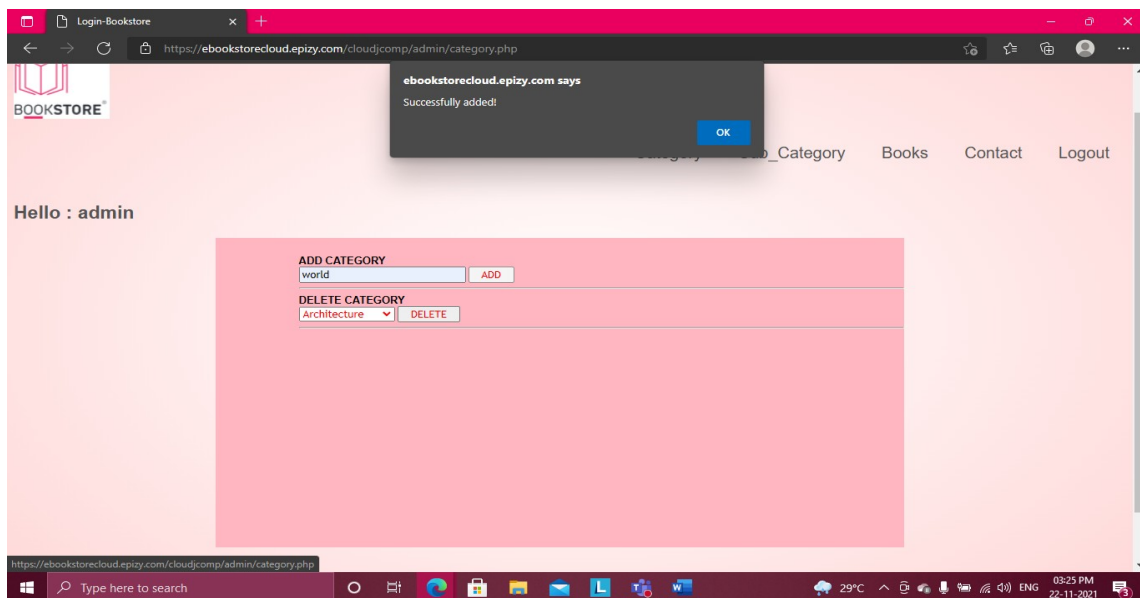 Login-Bookstore
https://ebookstorecloud.epizy.com/cloudjcomp/admin/category.php
ebookstorecloud.epizy.com says
Successfully added!
OK
BOOKSTORE®
Category Sub_Category Books Contact Logout
Hello : admin
ADD CATEGORY
world ADD
DELETE CATEGORY
Architecture DELETE
https://ebookstorecloud.epizy.com/cloudjcomp/admin/category.php
Type here to search L W 29°C ENG 03:25 PM
22-11-2021